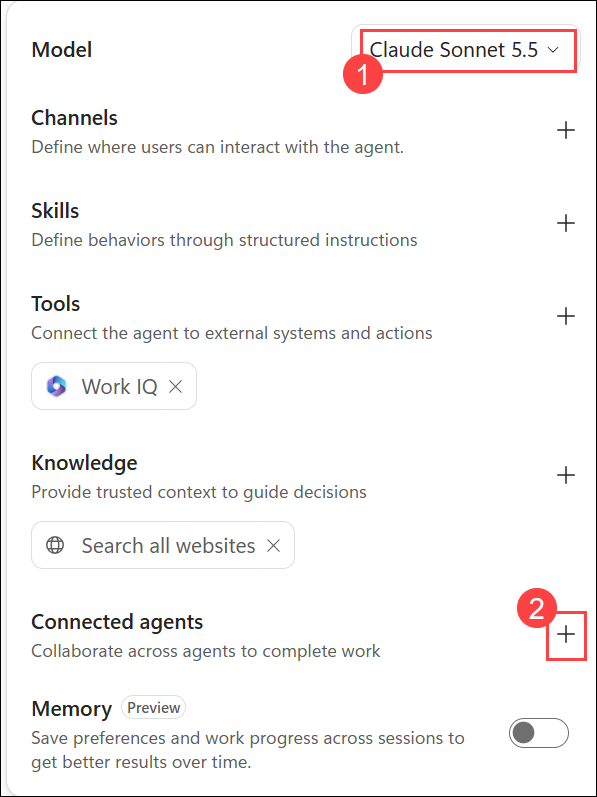 Model
Claude Sonnet 5.5
1
Channels
Define where users can interact with the agent.
Skills
Define behaviors through structured instructions
Tools
Connect the agent to external systems and actions
Work IQ
Knowledge
Provide trusted context to guide decisions
Search all websites
2
Connected agents
Collaborate across agents to complete work
Memory Preview
Save preferences and work progress across sessions to
get better results over time.